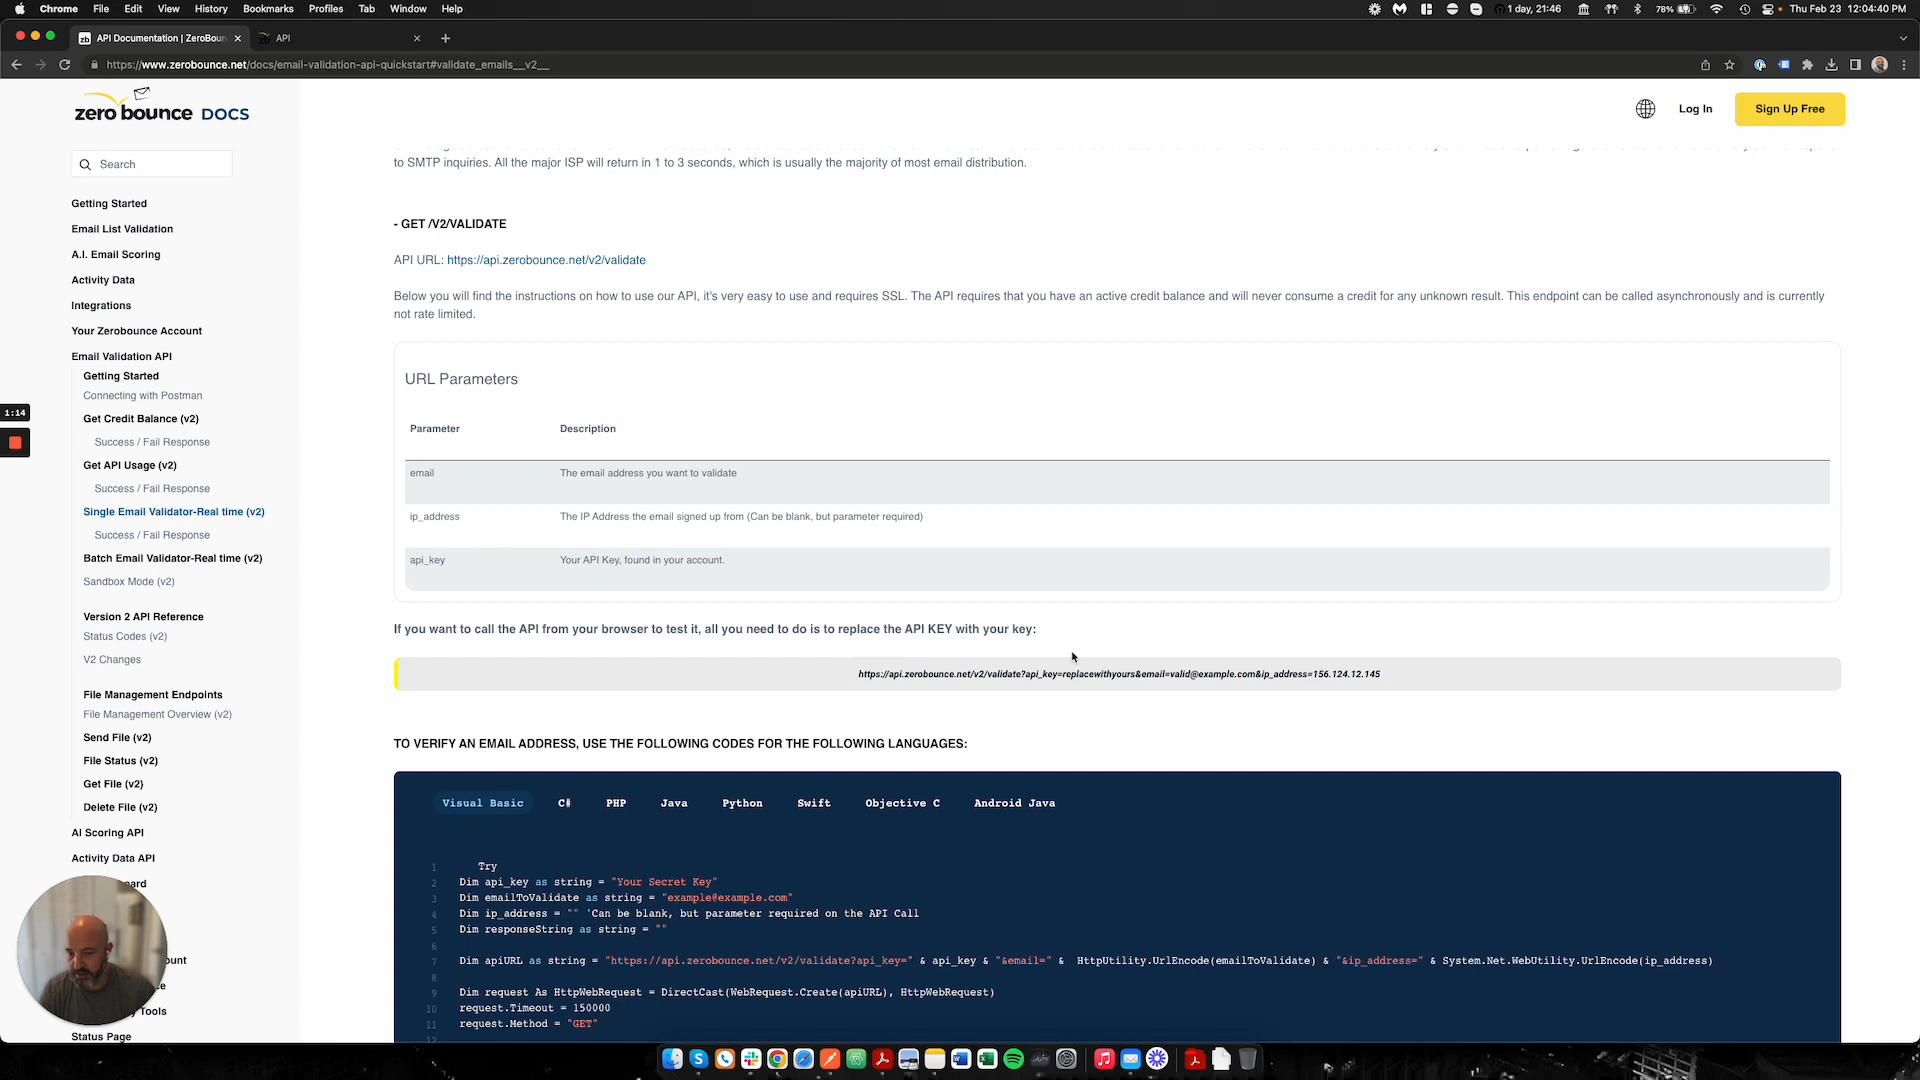 Chrome File Edit View History Bookmarks Profiles Tab Window Help
1 day, 21:46 78% Thu Feb 23 12:04:40 PM
zb API Documentation | ZeroBoun
API
https://www.zerobounce.net/docs/email-validation-api-quickstart#validate_emails__v2__
zero bounce DOCS
Log In
Sign Up Free
Search
Getting Started
Email List Validation
A.I. Email Scoring
Activity Data
Integrations
Your Zerobounce Account
Email Validation API
Getting Started
Connecting with Postman
Get Credit Balance (v2)
Success / Fail Response
Get API Usage (v2)
Success / Fail Response
Single Email Validator-Real time (v2)
Success / Fail Response
Batch Email Validator-Real time (v2)
Sandbox Mode (v2)
Version 2 API Reference
Status Codes (v2)
V2 Changes
File Management Endpoints
File Management Overview (v2)
Send File (v2)
File Status (v2)
Get File (v2)
Delete File (v2)
AI Scoring API
Activity Data API
Status Page
1:14
to SMTP inquiries. All the major ISP will return in 1 to 3 seconds, which is usually the majority of most email distribution.
- GET /V2/VALIDATE
API URL: https://api.zerobounce.net/v2/validate
Below you will find the instructions on how to use our API, it's very easy to use and requires SSL. The API requires that you have an active credit balance and will never consume a credit for any unknown result. This endpoint can be called asynchronously and is currently
not rate limited.
URL Parameters
Parameter Description
email The email address you want to validate
ip_address The IP Address the email signed up from (Can be blank, but parameter required)
api_key Your API Key, found in your account.
If you want to call the API from your browser to test it, all you need to do is to replace the API KEY with your key:
https://api.zerobounce.net/v2/validate?api_key=replacewithyours&email=valid@example.com&ip_address=156.124.12.145
TO VERIFY AN EMAIL ADDRESS, USE THE FOLLOWING CODES FOR THE FOLLOWING LANGUAGES:
Visual Basic C# PHP Java Python Swift Objective C Android Java
1 Try
2 Dim api_key as string = "Your Secret Key"
3 Dim emailToValidate as string = "example@example.com"
4 Dim ip_address = "" 'Can be blank, but parameter required on the API Call
5 Dim responseString as string = ""
6
7 Dim apiURL as string = "https://api.zerobounce.net/v2/validate?api_key=" & api_key & "&email=" & HttpUtility.UrlEncode(emailToValidate) & "&ip_address=" & System.Net.WebUtility.UrlEncode(ip_address)
8
9 Dim request As HttpWebRequest = DirectCast(WebRequest.Create(apiURL), HttpWebRequest)
10 request.Timeout = 150000
11 request.Method = "GET"
12